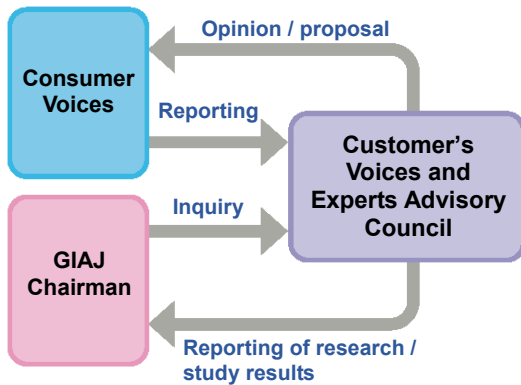 Opinion / proposal
Consumer
Voices
Reporting
Customer’s
Voices and
Experts Advisory
Council
Inquiry
GIAJ
Chairman
Reporting of research /
study results